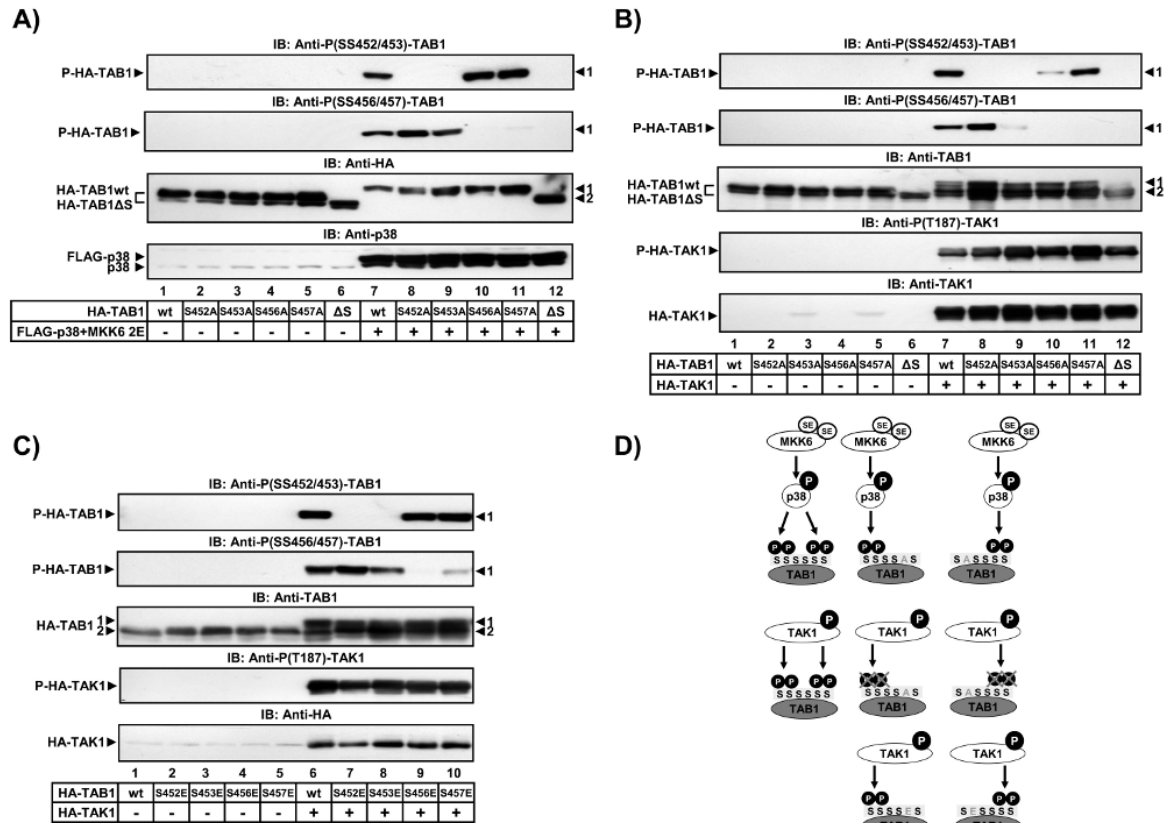 A)
IB: Anti-P(SS452/453)-TAB1
P-HA-TAB1 1
IB: Anti-P(SS456/457)-TAB1
P-HA-TAB1 1
IB: Anti-HA
HA-TAB1wt 1
HA-TAB1ΔS 2
IB: Anti-p38
FLAG-p38
p38
1 2 3 4 5 6 7 8 9 10 11 12
HA-TAB1 wt S452A S453A S456A S457A ΔS wt S452A S453A S456A S457A ΔS
FLAG-p38+MKK6 2E - - - - - - + + + + + +
B)
IB: Anti-P(SS452/453)-TAB1
P-HA-TAB1 1
IB: Anti-P(SS456/457)-TAB1
P-HA-TAB1 1
IB: Anti-TAB1
HA-TAB1wt 1
HA-TAB1ΔS 2
IB: Anti-P(T187)-TAK1
P-HA-TAK1
IB: Anti-TAK1
HA-TAK1
1 2 3 4 5 6 7 8 9 10 11 12
HA-TAB1 wt S452A S453A S456A S457A ΔS wt S452A S453A S456A S457A ΔS
HA-TAK1 - - - - - - + + + + + +
C)
IB: Anti-P(SS452/453)-TAB1
P-HA-TAB1 1
IB: Anti-P(SS456/457)-TAB1
P-HA-TAB1 1
IB: Anti-TAB1
HA-TAB1 1 1
2 2
IB: Anti-P(T187)-TAK1
P-HA-TAK1
IB: Anti-HA
HA-TAK1
1 2 3 4 5 6 7 8 9 10
HA-TAB1 wt S452E S453E S456E S457E wt S452E S453E S456E S457E
HA-TAK1 - - - - - + + + + +
D)
SE SE SE SE SE SE
MKK6 MKK6 MKK6
P P P
p38 p38 p38
P P P P P P P P
SSSSSS SSSSAS SASSSS
TAB1 TAB1 TAB1
P P P
TAK1 TAK1 TAK1
P P P P
SSSSSS SSSSAS SASSSS
TAB1 TAB1 TAB1
P P
TAK1 TAK1
P P P P
SSSSES SESSSS
TAB1 TAB1